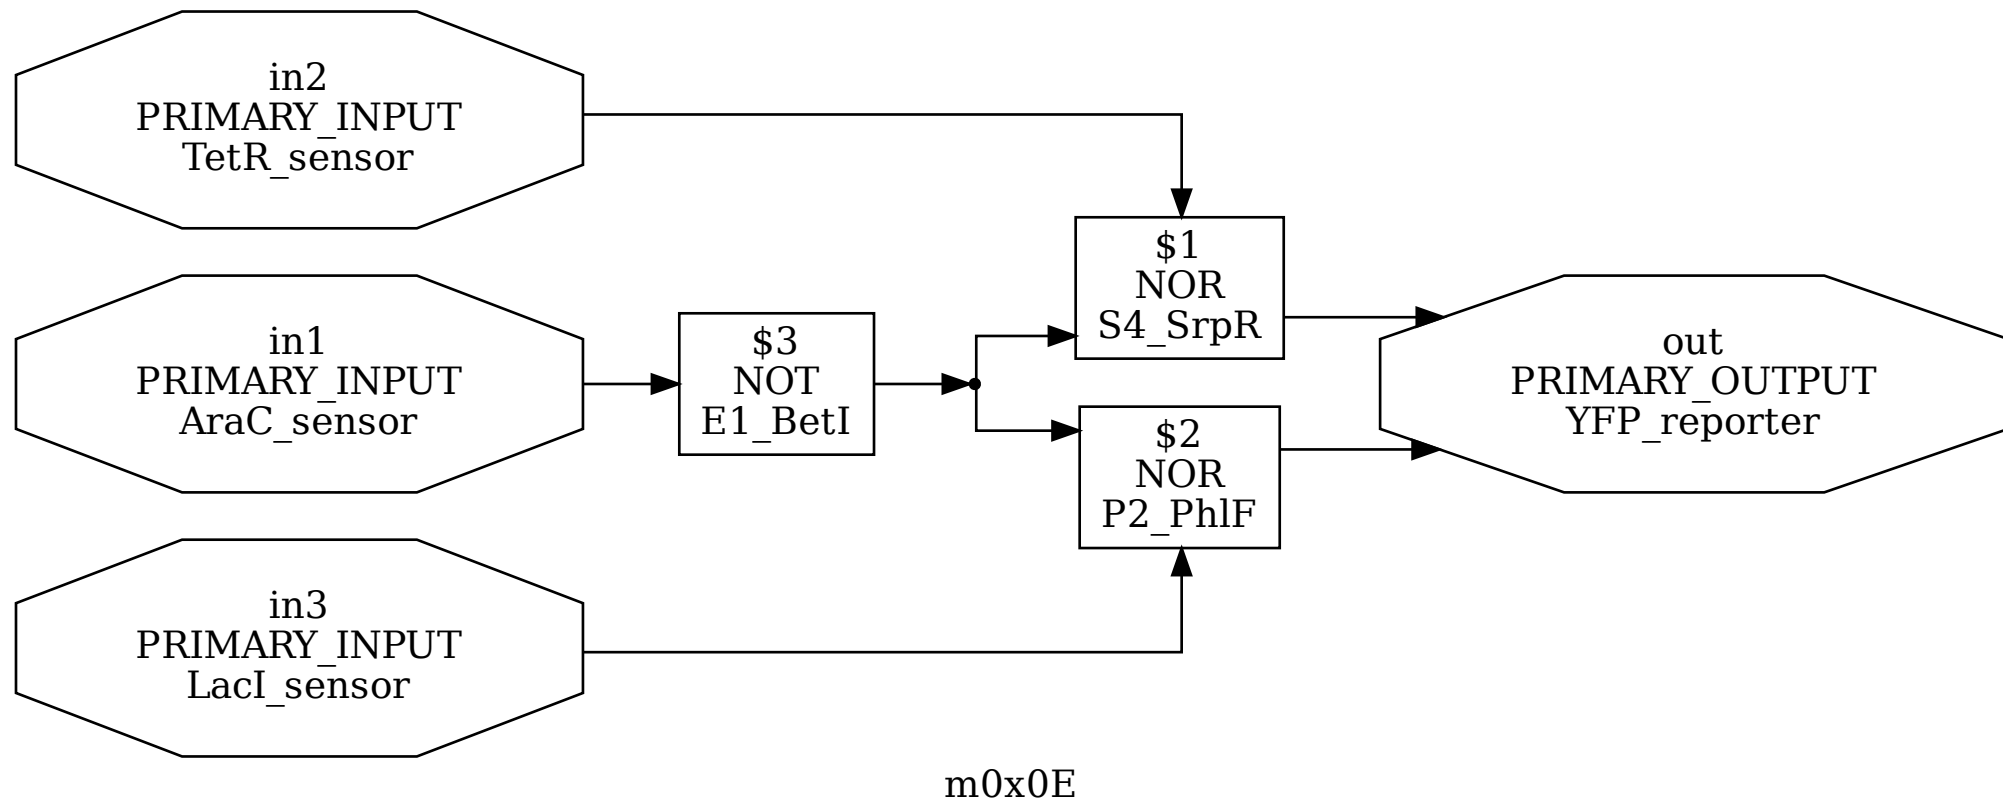 in2
PRIMARY_INPUT
TetR_sensor
in1
PRIMARY_INPUT
AraC_sensor
in3
PRIMARY_INPUT
LacI_sensor
$3
NOT
E1_BetI
$1
NOR
S4_SrpR
$2
NOR
P2_PhlF
out
PRIMARY_OUTPUT
YFP_reporter
m0x0E